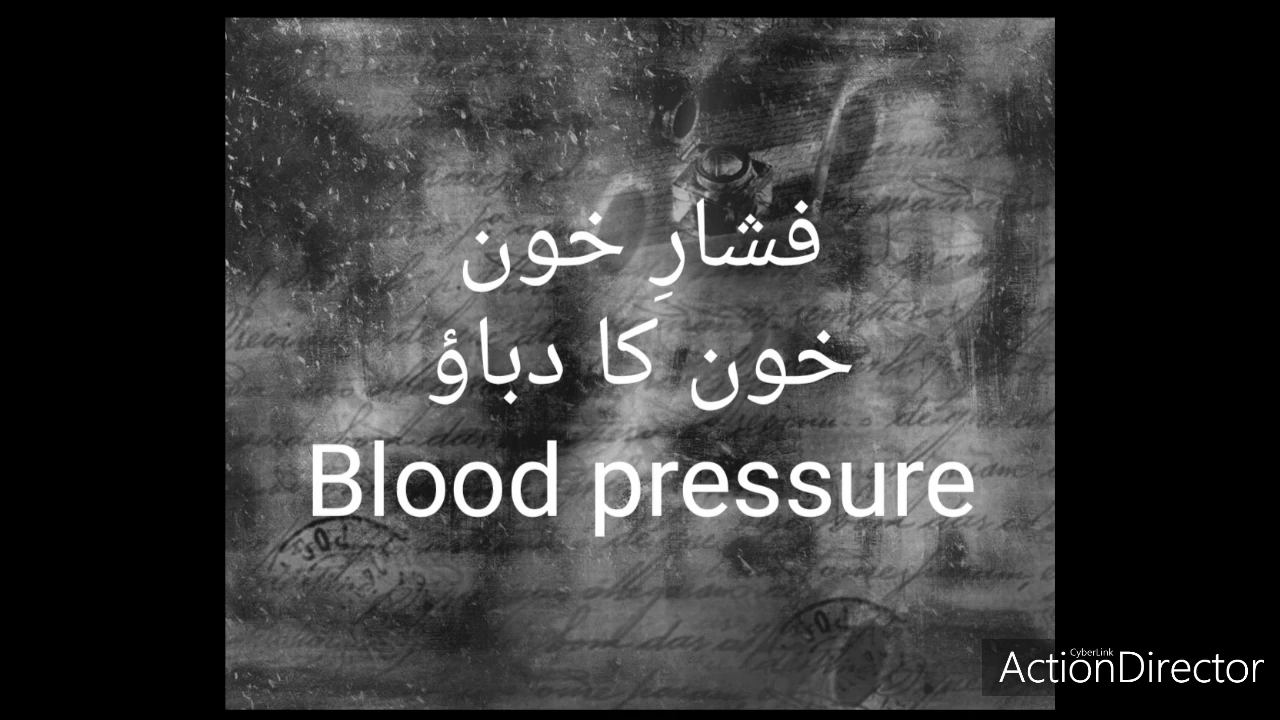 فشارِ خون
خون کا دباؤ
Blood pressure
CyberLink
ActionDirector